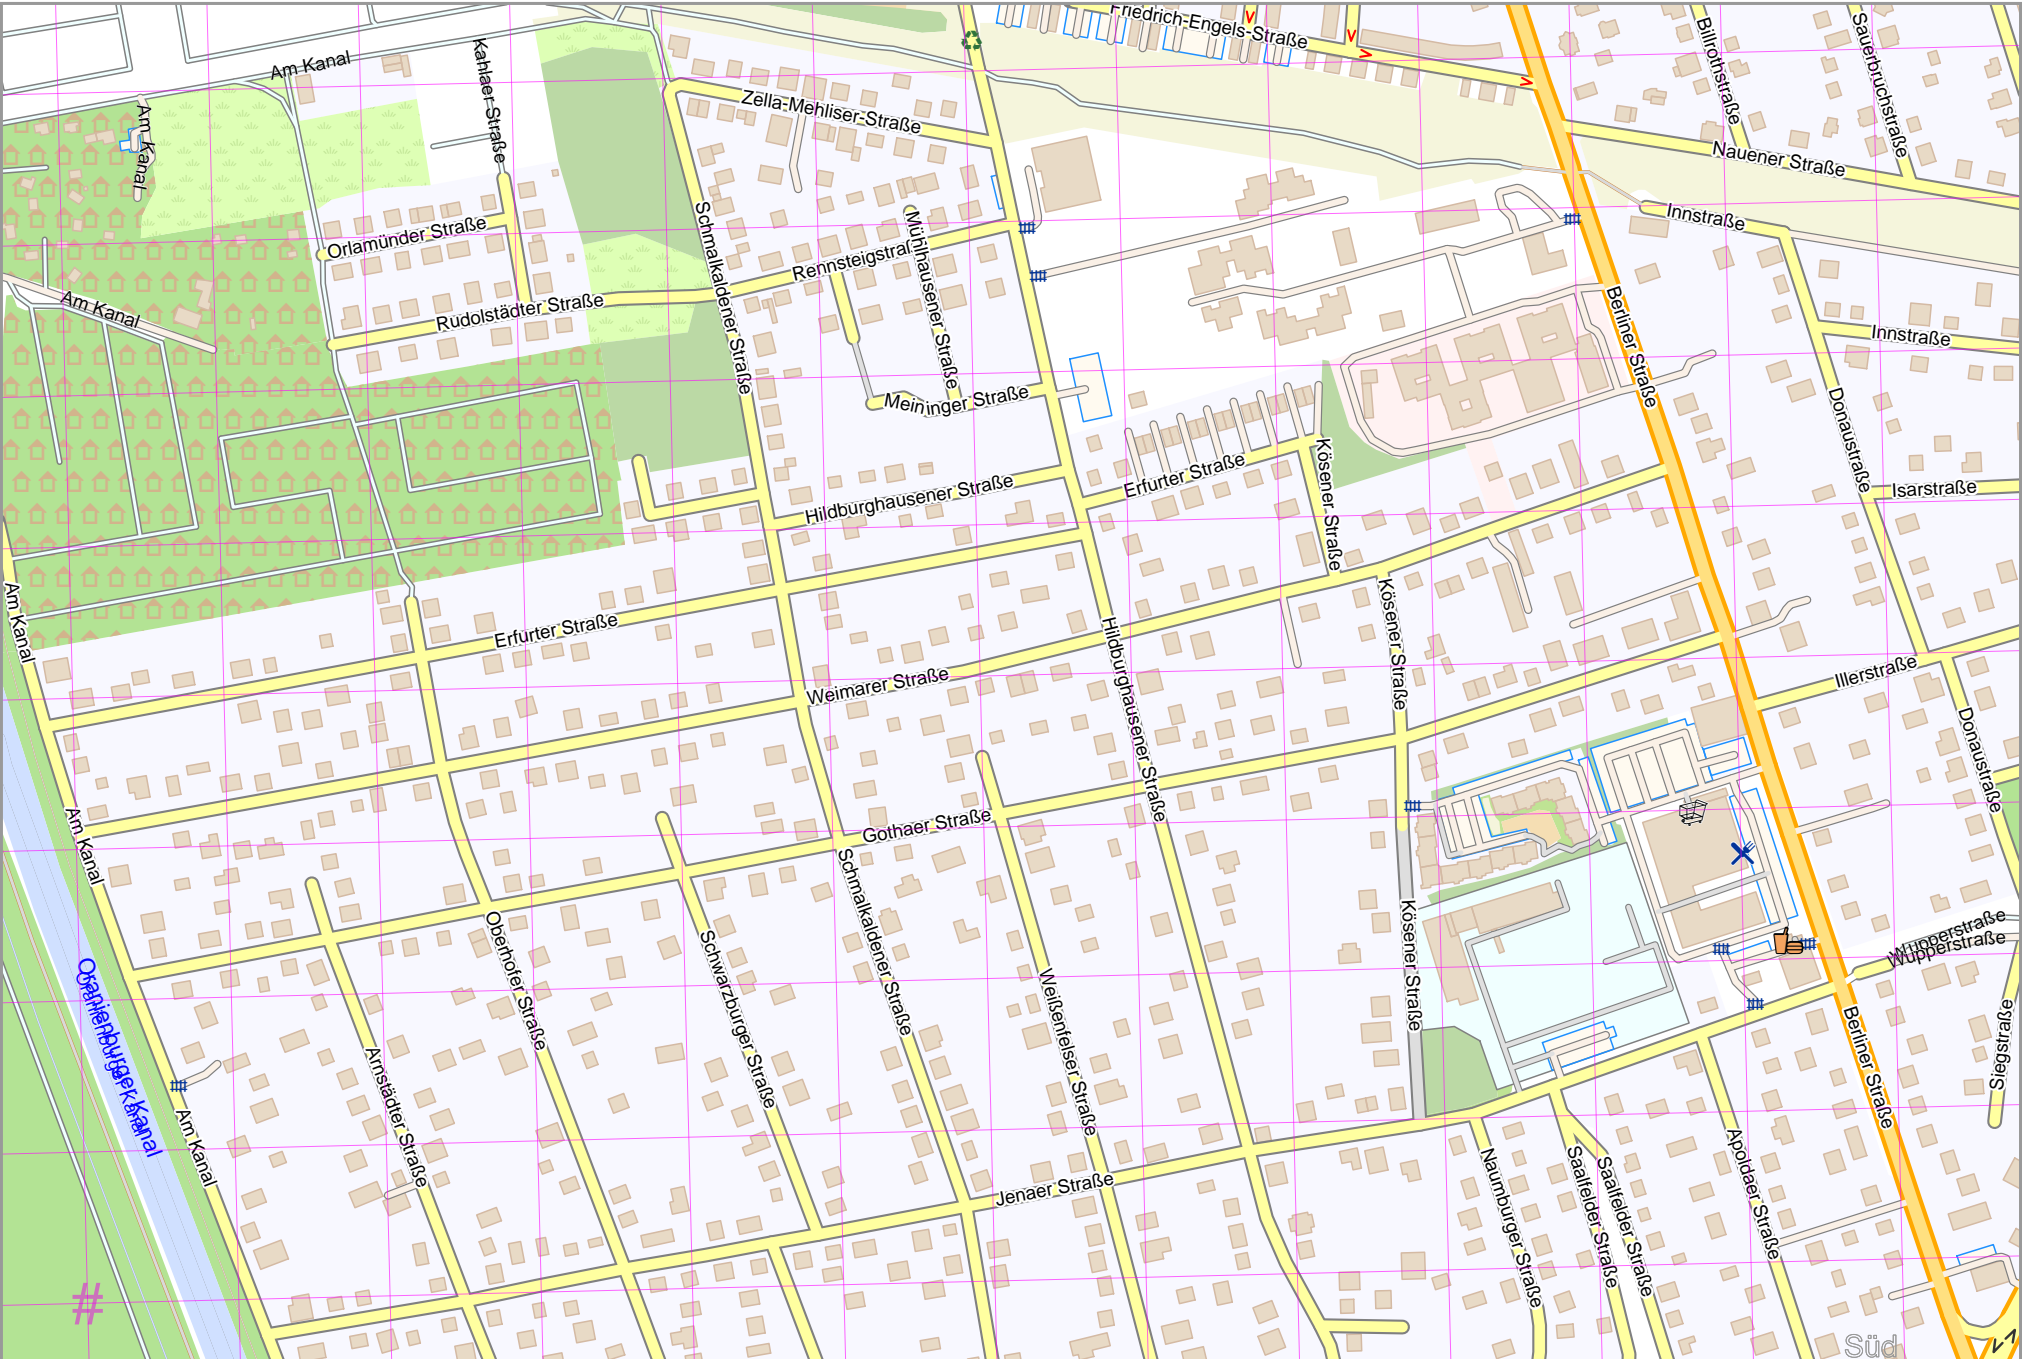 Friedrich-Engels-Straße
Billrothstraße
Sauerbruchstraße
Am Kanal
Kahlaer Straße
Zella-Mehliser-Straße
Am Kanal
Nauener Straße
Innstraße
Orlamünder Straße
Schmalkaldener Straße
Mühlhausener Straße
Rennsteigstraß
Am Kanal
Rudolstädter Straße
Berliner Straße
Innstraße
Meininger Straße
Donaustraße
Erfurter Straße
Kösener Straße
Hildburghausener Straße
Isarstraße
Am Kanal
Erfurter Straße
Kösener Straße
Hildburghausener Straße
Weimarer Straße
Illerstraße
Donaustraße
Am Kanal
Gothaer Straße
Schmalkaldener Straße
Kösener Straße
Oberhofer Straße
Schwarzburger Straße
Wupperstraße
Wupperstraße
Oranienburger Kanal
Oranienburger Kanal
Weißenfelser Straße
Berliner Straße
Siegstraße
Arnstädter Straße
Am Kanal
Jenaer Straße
Naumburger Straße
Saalfelder Straße
Saalfelder Straße
Apoldaer Straße
#
Süd